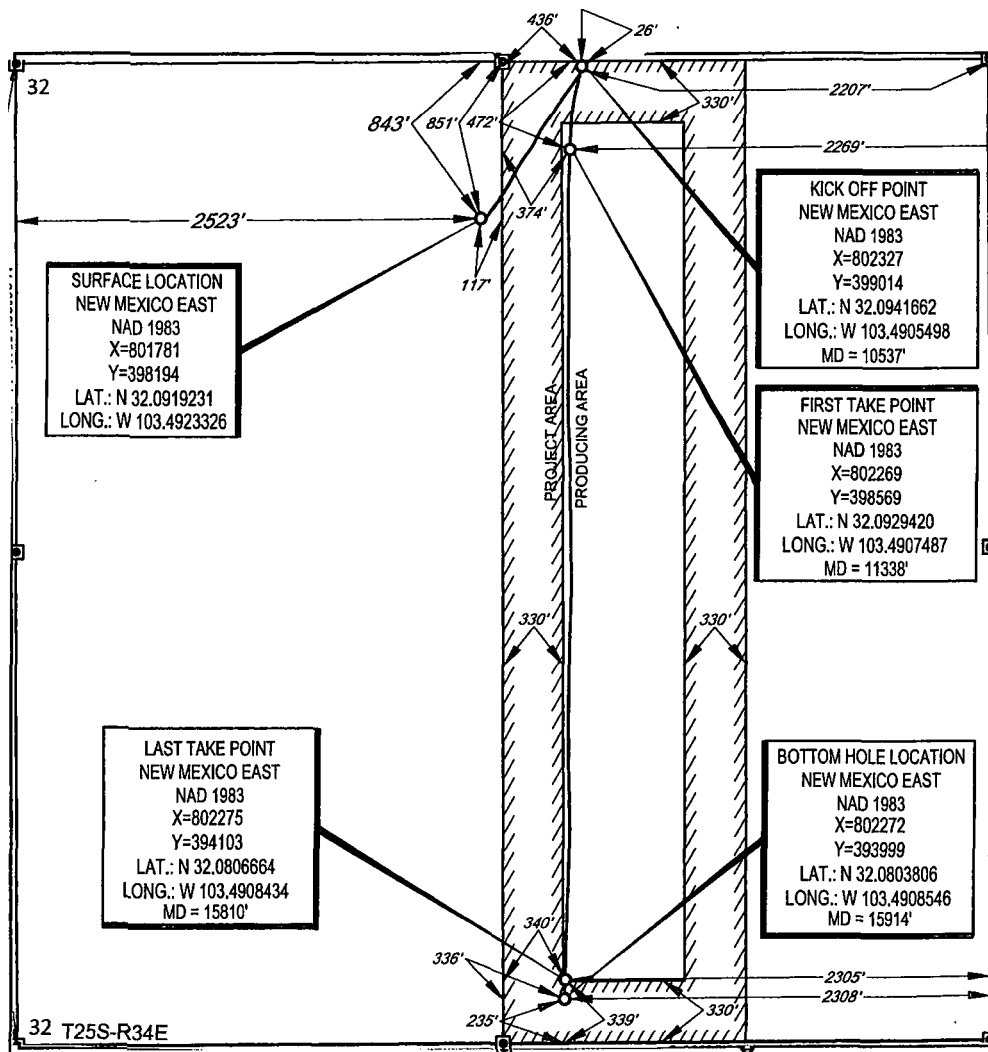 436'
26'
32
2207'
330'
843'
851'
472'
2269'
374'
2523'
117'
KICK OFF POINT
NEW MEXICO EAST
NAD 1983
X=802327
Y=399014
LAT.: N 32.0941662
LONG.: W 103.4905498
MD = 10537'
SURFACE LOCATION
NEW MEXICO EAST
NAD 1983
X=801781
Y=398194
LAT.: N 32.0919231
LONG.: W 103.4923326
PROJECT AREA
PRODUCING AREA
FIRST TAKE POINT
NEW MEXICO EAST
NAD 1983
X=802269
Y=398569
LAT.: N 32.0929420
LONG.: W 103.4907487
MD = 11338'
330'
330'
LAST TAKE POINT
NEW MEXICO EAST
NAD 1983
X=802275
Y=394103
LAT.: N 32.0806664
LONG.: W 103.4908434
MD = 15810'
BOTTOM HOLE LOCATION
NEW MEXICO EAST
NAD 1983
X=802272
Y=393999
LAT.: N 32.0803806
LONG.: W 103.4908546
MD = 15914'
340'
336'
2305'
2308'
235'
339'
330'
32 T25S-R34E